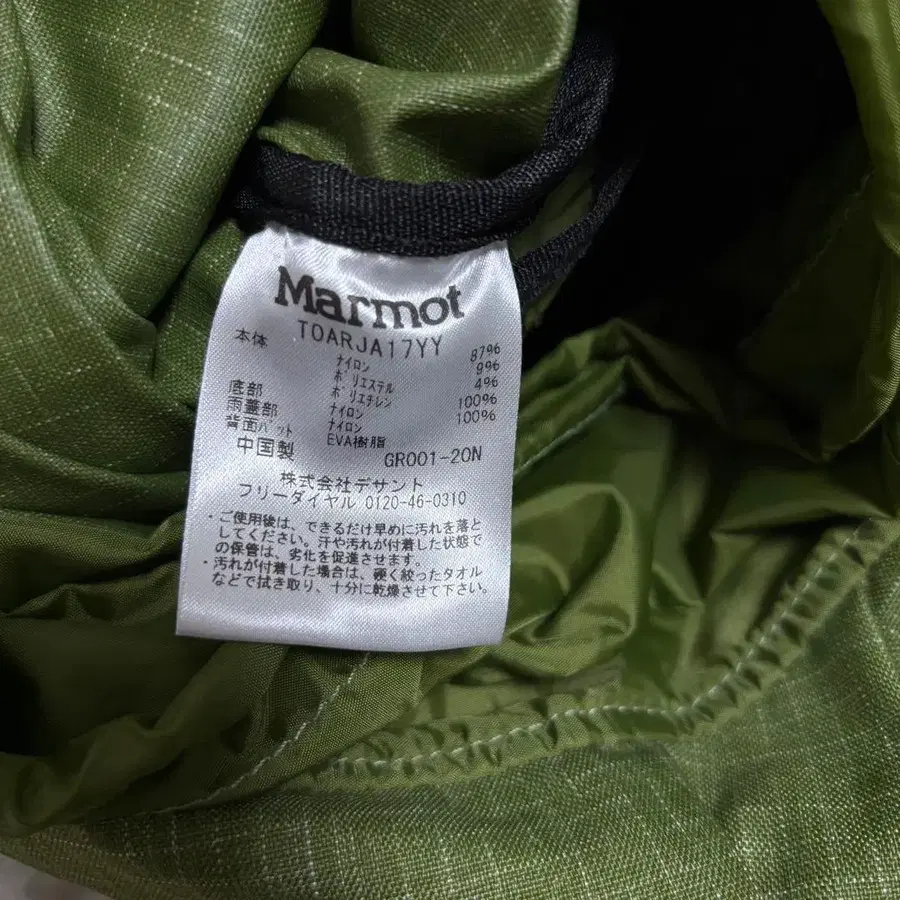 Marmot
TOARJA17YY
本体 ナイロン 87%
ポリエステル 9%
ポリエチレン 4%
底部 ナイロン 100%
雨蓋部 ナイロン 100%
背面パット EVA樹脂
中国製 GR001-20N
株式会社デサント
フリーダイヤル 0120-46-0310
・ご使用後は、できるだけ早めに汚れを落と
してください。汗や汚れが付着した状態で
の保管は、劣化を促進させます。
・汚れが付着した場合は、硬く絞ったタオル
などで拭き取り、十分に乾燥させて下さい。